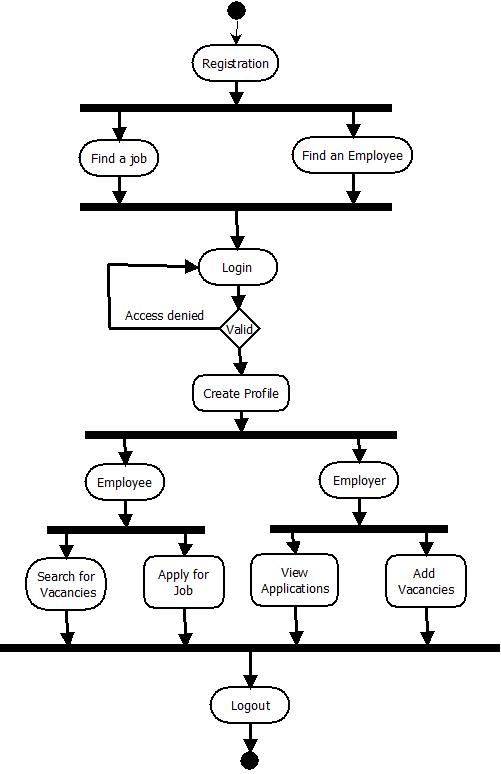 Registration
Find a job
Find an Employee
Login
Access denied
Valid
Create Profile
Employee
Employer
Search for
Vacancies
Apply for
Job
View
Applications
Add
Vacancies
Logout